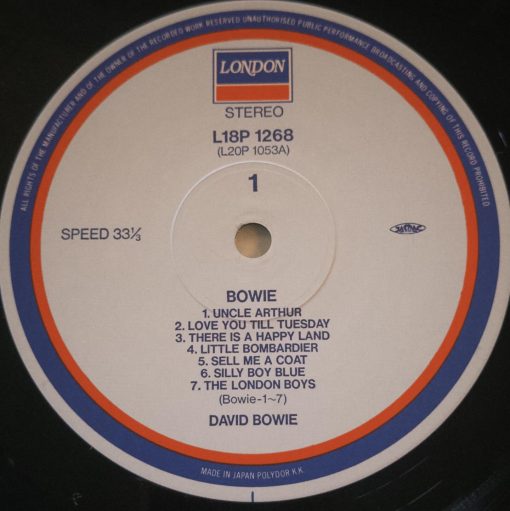 ALL RIGHTS OF THE MANUFACTURER AND OF THE OWNER OF THE RECORDED WORK RESERVED UNAUTHORISED PUBLIC PERFORMANCE BROADCASTING AND COPYING OF THIS RECORD PROHIBITED
LONDON
STEREO
L18P 1268
(L20P 1053A)
1
SPEED 33⅓
JASRAC
BOWIE
1. UNCLE ARTHUR
2. LOVE YOU TILL TUESDAY
3. THERE IS A HAPPY LAND
4. LITTLE BOMBARDIER
5. SELL ME A COAT
6. SILLY BOY BLUE
7. THE LONDON BOYS
(Bowie-1~7)
DAVID BOWIE
MADE IN JAPAN POLYDOR K.K.